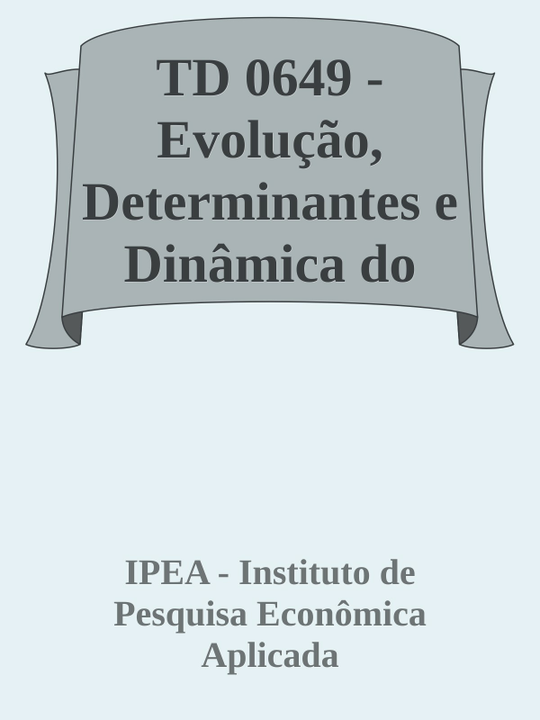 TD 0649 -
Evolução,
Determinantes e
Dinâmica do
IPEA - Instituto de
Pesquisa Econômica
Aplicada